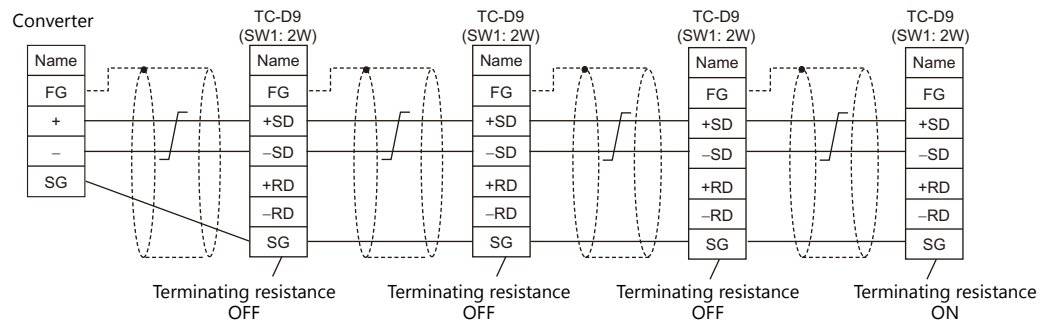 Converter
Name
FG
+
–
SG
TC-D9
(SW1: 2W)
Name
FG
+SD
–SD
+RD
–RD
SG
Terminating resistance
OFF
TC-D9
(SW1: 2W)
Name
FG
+SD
–SD
+RD
–RD
SG
Terminating resistance
OFF
TC-D9
(SW1: 2W)
Name
FG
+SD
–SD
+RD
–RD
SG
Terminating resistance
OFF
TC-D9
(SW1: 2W)
Name
FG
+SD
–SD
+RD
–RD
SG
Terminating resistance
ON